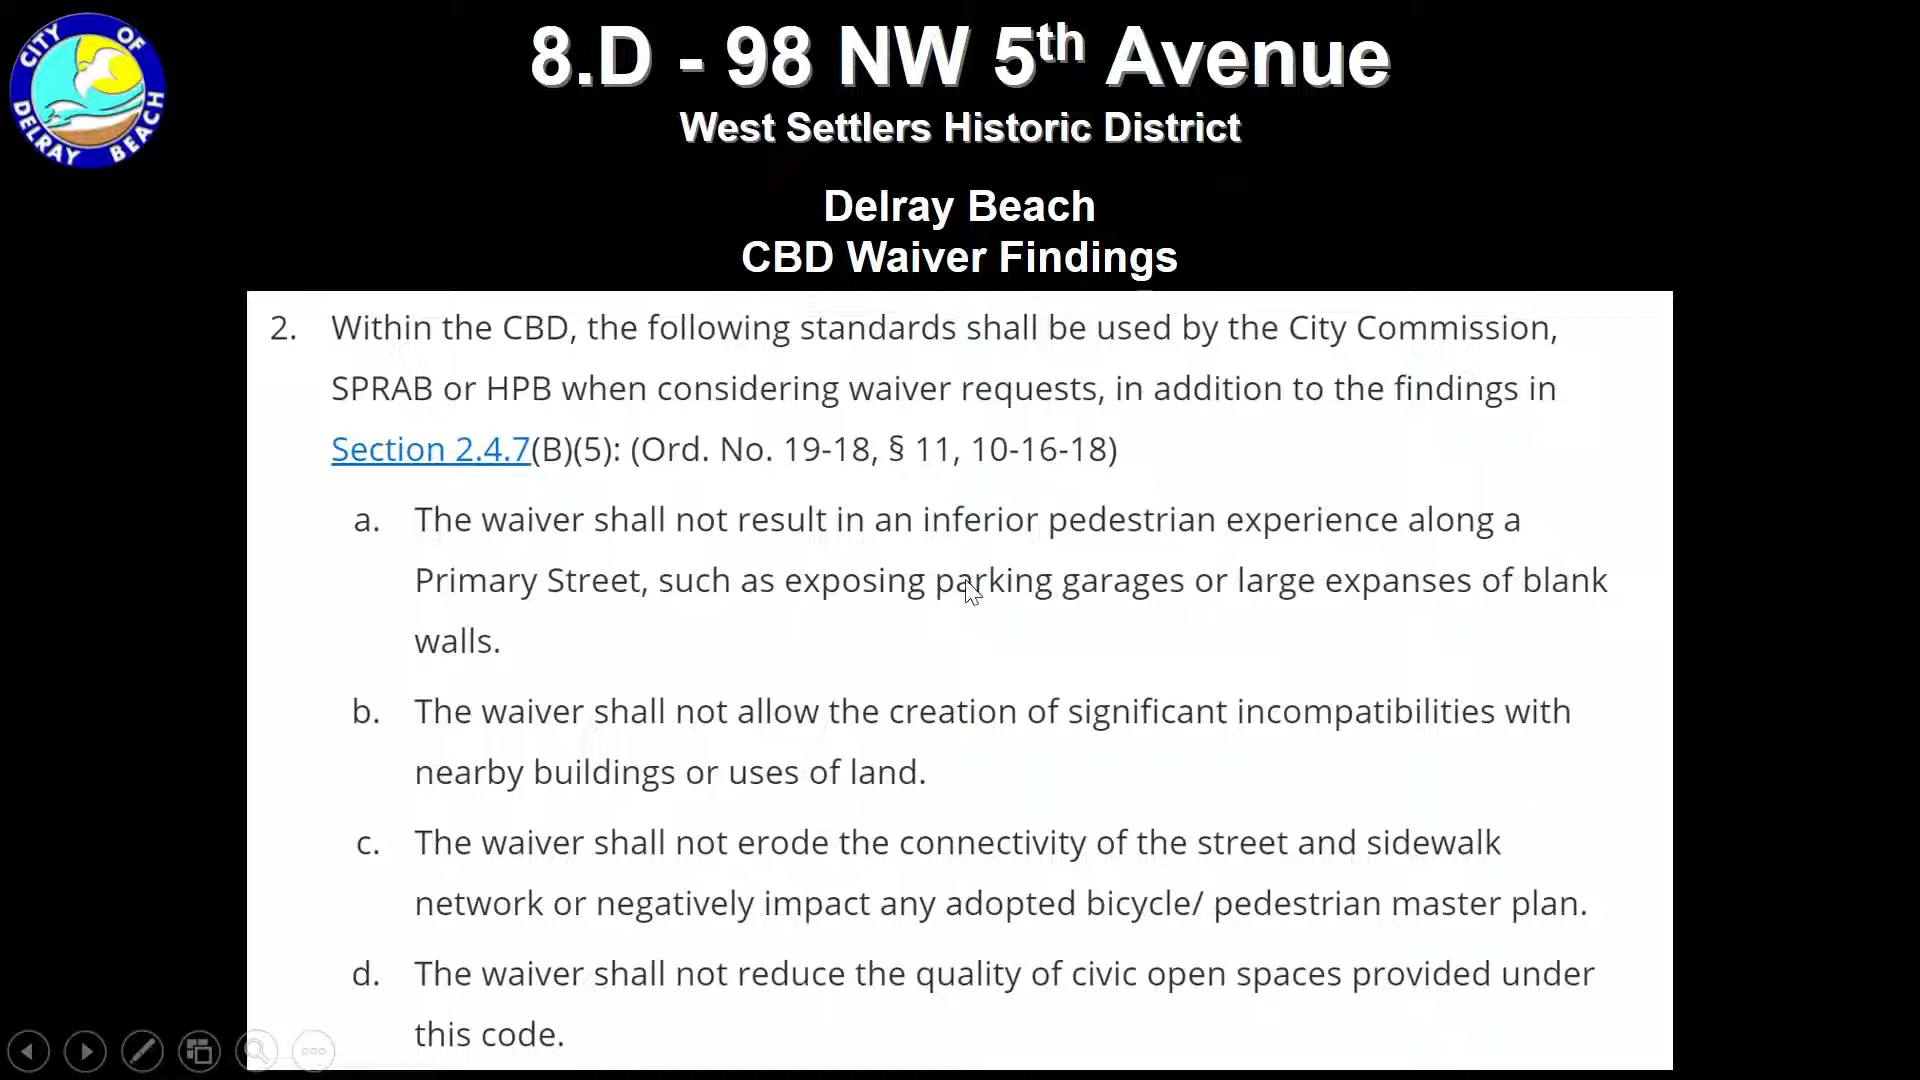 CITY OF
DELRAY BEACH
8.D - 98 NW 5th Avenue
West Settlers Historic District
Delray Beach
CBD Waiver Findings
2. Within the CBD, the following standards shall be used by the City Commission,
SPRAB or HPB when considering waiver requests, in addition to the findings in
Section 2.4.7(B)(5): (Ord. No. 19-18, § 11, 10-16-18)
a. The waiver shall not result in an inferior pedestrian experience along a
Primary Street, such as exposing parking garages or large expanses of blank
walls.
b. The waiver shall not allow the creation of significant incompatibilities with
nearby buildings or uses of land.
c. The waiver shall not erode the connectivity of the street and sidewalk
network or negatively impact any adopted bicycle/ pedestrian master plan.
d. The waiver shall not reduce the quality of civic open spaces provided under
this code.